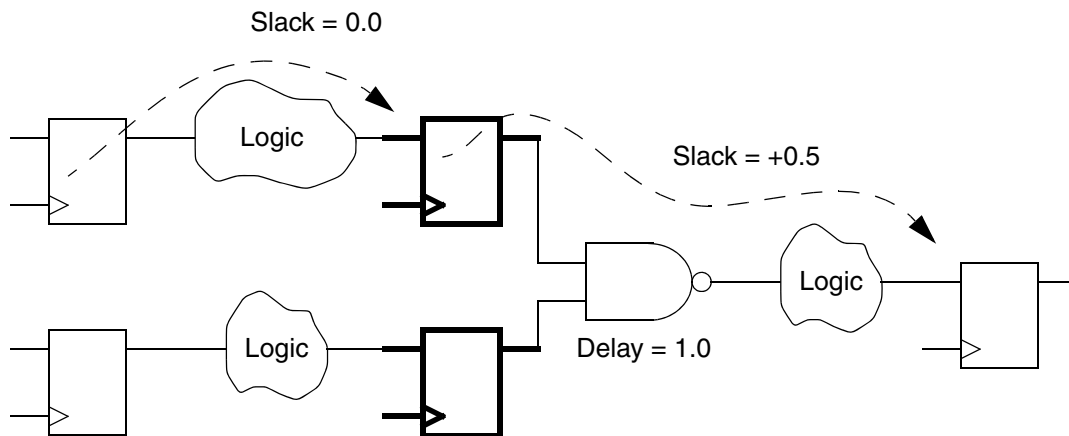 Slack = 0.0
Logic
Slack = +0.5
Logic
Logic
Delay = 1.0